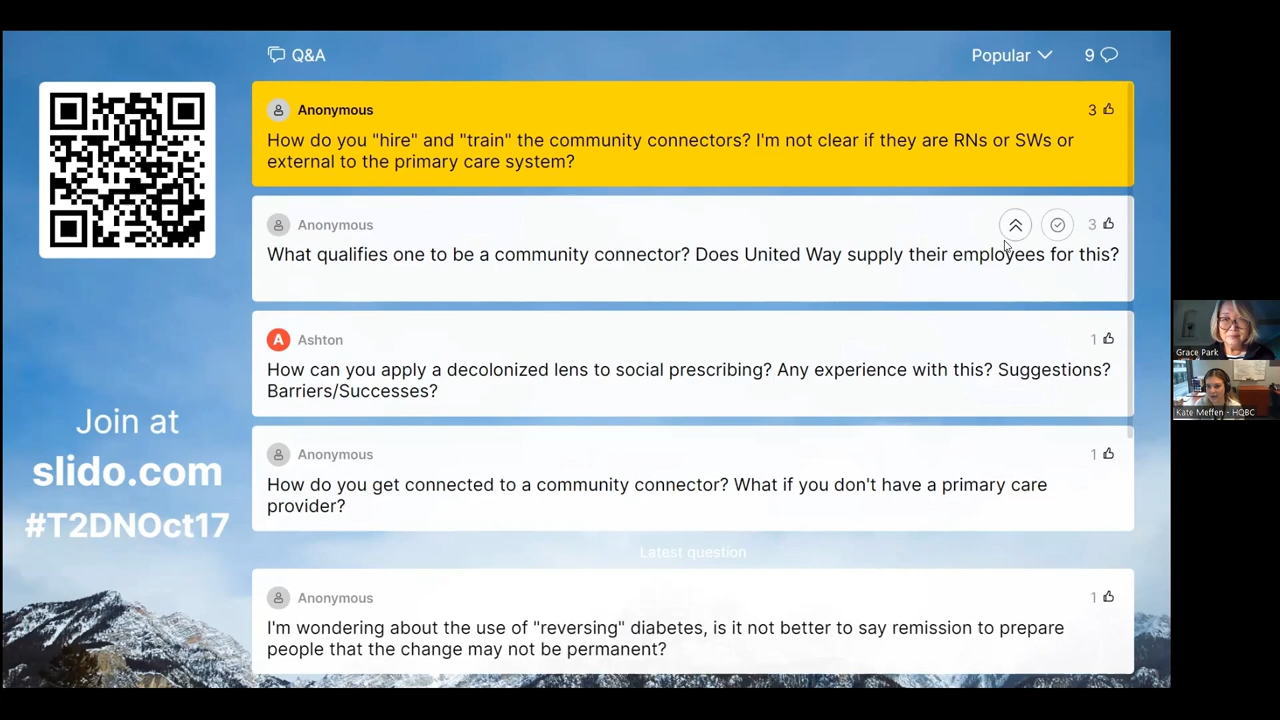 Q&A
Popular
9
Anonymous
3
How do you "hire" and "train" the community connectors? I'm not clear if they are RNs or SWs or
external to the primary care system?
Anonymous
3
What qualifies one to be a community connector? Does United Way supply their employees for this?
A
Ashton
1
How can you apply a decolonized lens to social prescribing? Any experience with this? Suggestions?
Barriers/Successes?
Anonymous
1
How do you get connected to a community connector? What if you don't have a primary care
provider?
Latest question
Anonymous
1
I'm wondering about the use of "reversing" diabetes, is it not better to say remission to prepare
people that the change may not be permanent?
Join at
slido.com
#T2DNOct17
Grace Park
Kate Meffen - HQBC